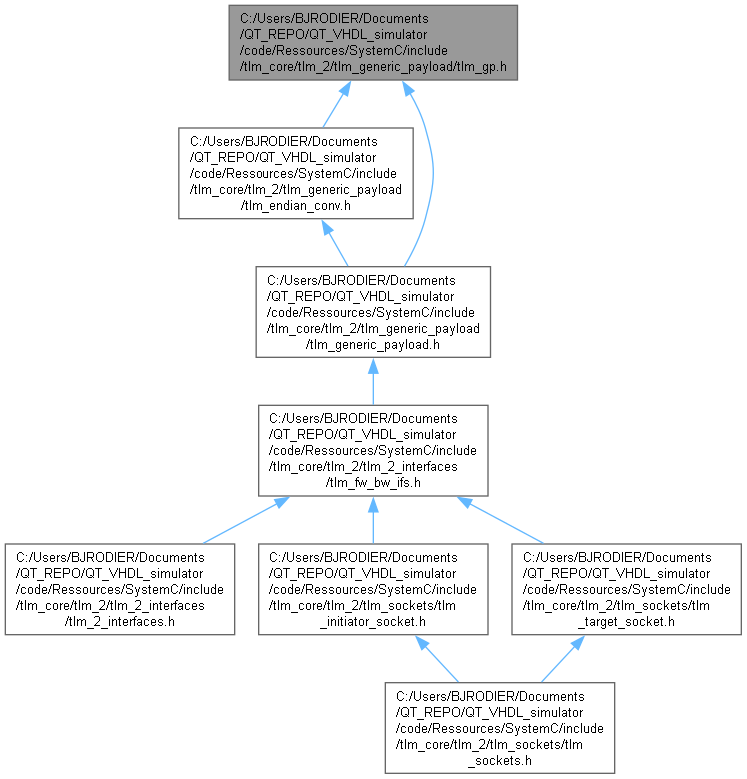 C:/Users/BJRODIER/Documents
/QT_REPO/QT_VHDL_simulator
/code/Ressources/SystemC/include
/tlm_core/tlm_2/tlm_generic_payload/tlm_gp.h
C:/Users/BJRODIER/Documents
/QT_REPO/QT_VHDL_simulator
/code/Ressources/SystemC/include
/tlm_core/tlm_2/tlm_generic_payload
/tlm_endian_conv.h
C:/Users/BJRODIER/Documents
/QT_REPO/QT_VHDL_simulator
/code/Ressources/SystemC/include
/tlm_core/tlm_2/tlm_generic_payload
/tlm_generic_payload.h
C:/Users/BJRODIER/Documents
/QT_REPO/QT_VHDL_simulator
/code/Ressources/SystemC/include
/tlm_core/tlm_2/tlm_2_interfaces
/tlm_fw_bw_ifs.h
C:/Users/BJRODIER/Documents
/QT_REPO/QT_VHDL_simulator
/code/Ressources/SystemC/include
/tlm_core/tlm_2/tlm_2_interfaces
/tlm_2_interfaces.h
C:/Users/BJRODIER/Documents
/QT_REPO/QT_VHDL_simulator
/code/Ressources/SystemC/include
/tlm_core/tlm_2/tlm_sockets/tlm
_initiator_socket.h
C:/Users/BJRODIER/Documents
/QT_REPO/QT_VHDL_simulator
/code/Ressources/SystemC/include
/tlm_core/tlm_2/tlm_sockets/tlm
_target_socket.h
C:/Users/BJRODIER/Documents
/QT_REPO/QT_VHDL_simulator
/code/Ressources/SystemC/include
/tlm_core/tlm_2/tlm_sockets/tlm
_sockets.h